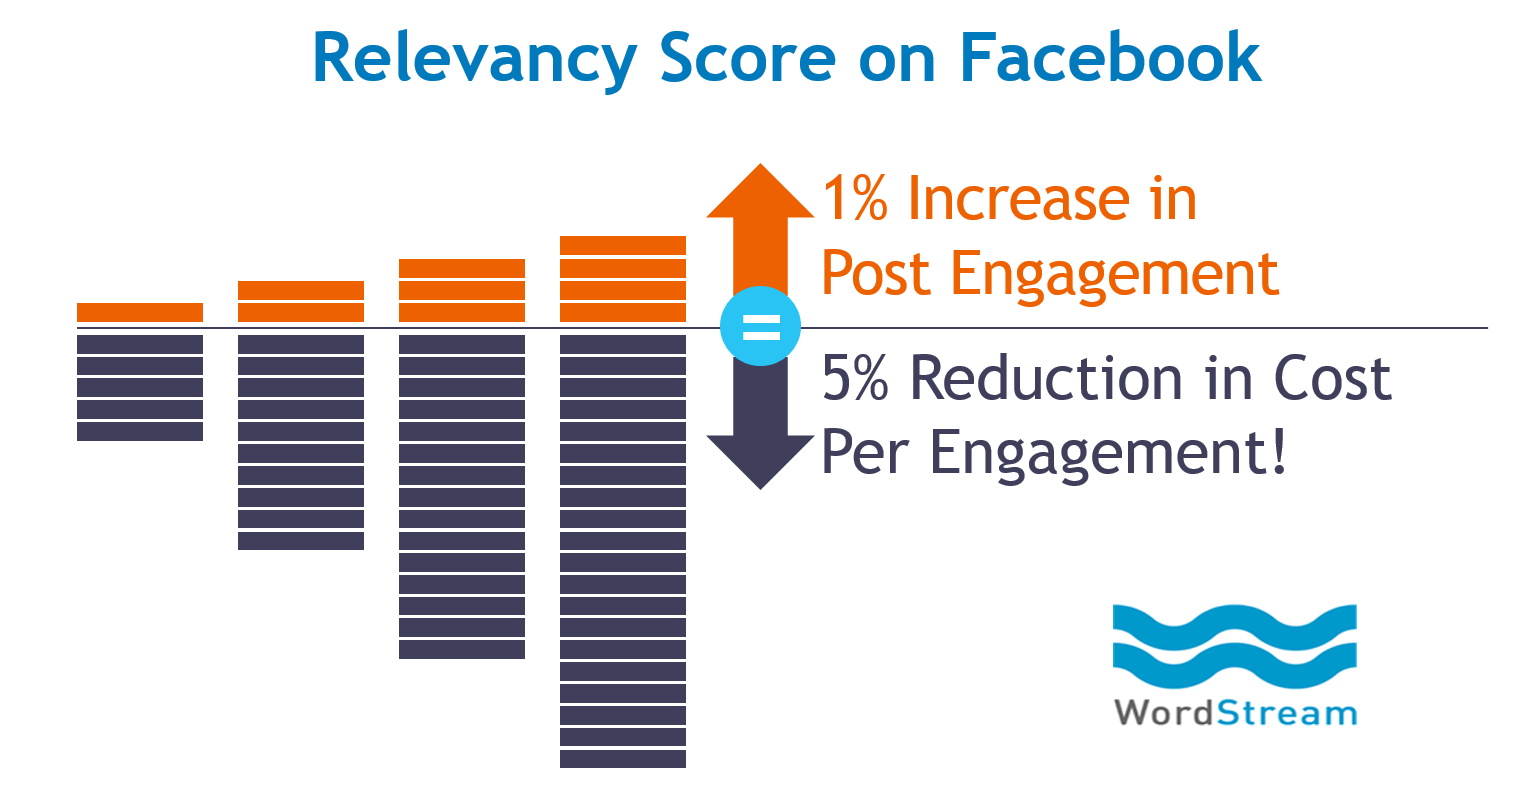 Relevancy Score on Facebook
1% Increase in
Post Engagement
=
5% Reduction in Cost
Per Engagement!
WordStream